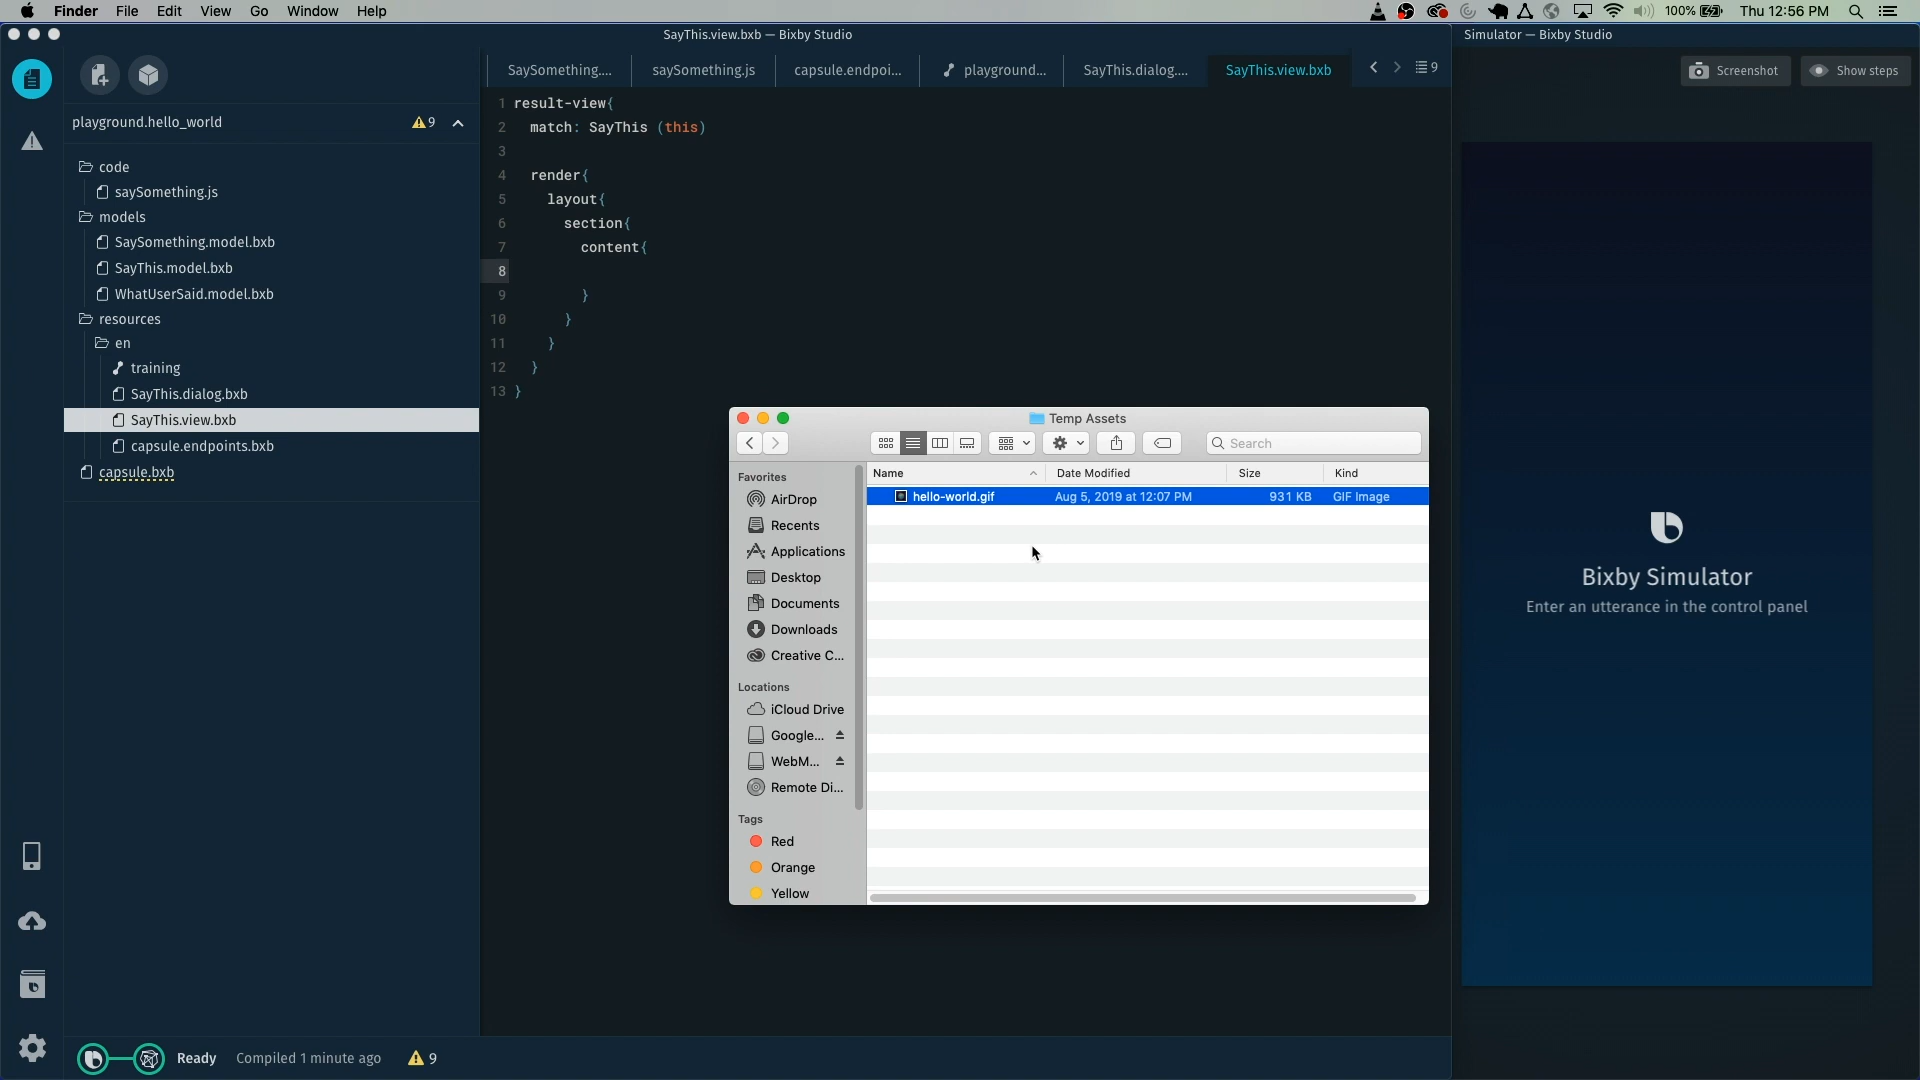 Finder File Edit View Go Window Help 100% Thu 12:56 PM
SayThis.view.bxb — Bixby Studio
Simulator — Bixby Studio
SaySomething.... saySomething.js capsule.endpoi... playground... SayThis.dialog.... SayThis.view.bxb 9
Screenshot Show steps
playground.hello_world 9
code
saySomething.js
models
SaySomething.model.bxb
SayThis.model.bxb
WhatUserSaid.model.bxb
resources
en
training
SayThis.dialog.bxb
SayThis.view.bxb
capsule.endpoints.bxb
capsule.bxb
1 result-view{
2 match: SayThis (this)
3
4 render{
5 layout{
6 section{
7 content{
8
9 }
10 }
11 }
12 }
13 }
Temp Assets
Search
Favorites
AirDrop
Recents
Applications
Desktop
Documents
Downloads
Creative C...
Locations
iCloud Drive
Google...
WebM...
Remote Di...
Tags
Red
Orange
Yellow
Name Date Modified Size Kind
hello-world.gif Aug 5, 2019 at 12:07 PM 931 KB GIF Image
Bixby Simulator
Enter an utterance in the control panel
Ready Compiled 1 minute ago 9